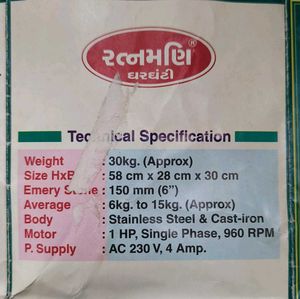 રત્નમણિ ®
ઘરઘંટી
Technical Specification
Weight : 30kg. (Approx)
Size HxB : 58 cm x 28 cm x 30 cm
Emery Stone : 150 mm (6”)
Average : 6kg. to 15kg. (Approx)
Body : Stainless Steel & Cast-iron
Motor : 1 HP, Single Phase, 960 RPM
P. Supply : AC 230 V, 4 Amp.